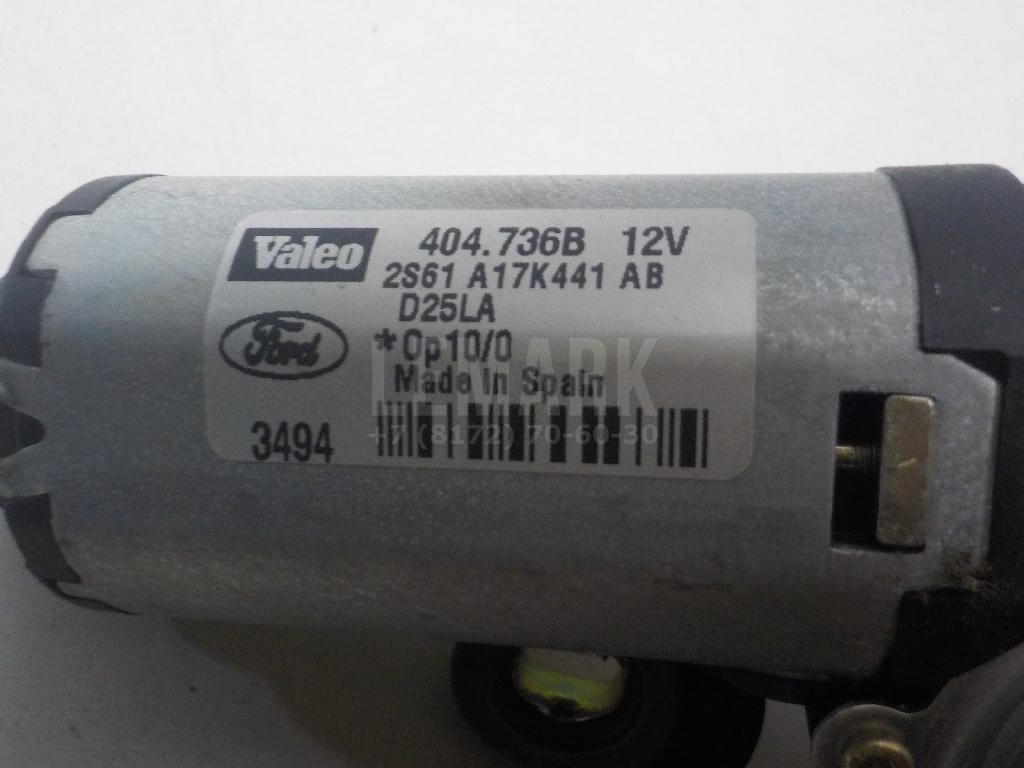 Valeo 404.736B 12V
2S61 A17K441 AB
D25LA
Ford *Op10/0
Made in Spain
3494
LEMARK
+7 (8172) 70-60-30